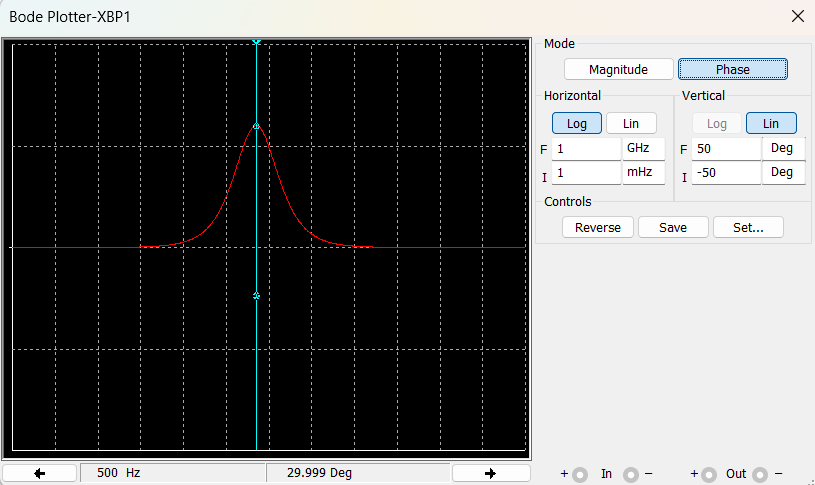 Bode Plotter-XBP1
Mode
Magnitude Phase
Horizontal Vertical
Log Lin Log Lin
F 1 GHz F 50 Deg
I 1 mHz I -50 Deg
Controls
Reverse Save Set...
500 Hz 29.999 Deg
+ In − + Out −